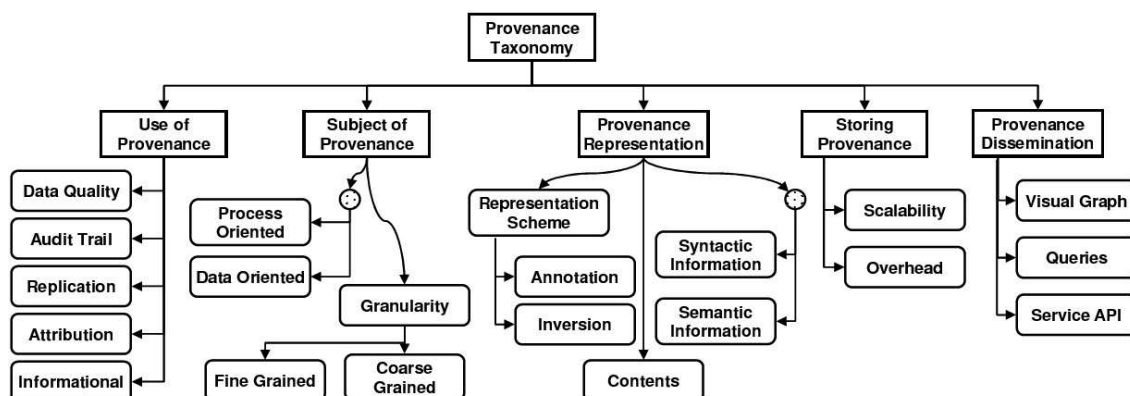 Provenance
Taxonomy
Use of
Provenance
Subject of
Provenance
Provenance
Representation
Storing
Provenance
Provenance
Dissemination
Data Quality
Audit Trail
Replication
Attribution
Informational
Process
Oriented
Data Oriented
Granularity
Fine Grained
Coarse
Grained
Representation
Scheme
Annotation
Inversion
Contents
Syntactic
Information
Semantic
Information
Scalability
Overhead
Visual Graph
Queries
Service API